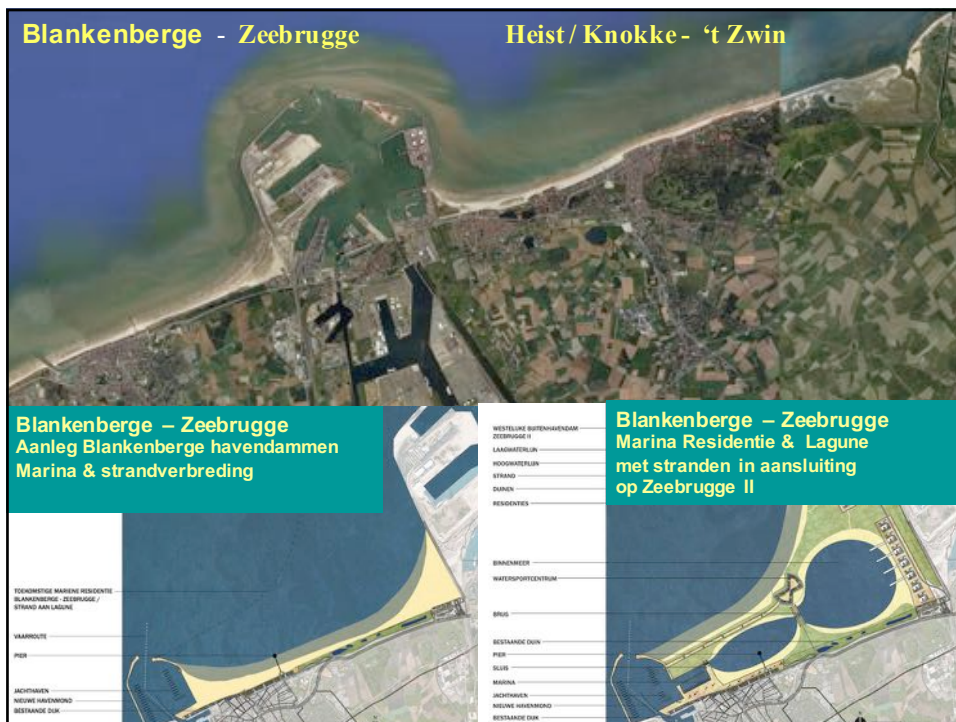 Blankenberge - Zeebrugge
Heist / Knokke - ‘t Zwin
Blankenberge – Zeebrugge
Aanleg Blankenberge havendammen
Marina & strandverbreding
TOEKOMSTIGE MARIENE RESIDENTIE
BLANKENBERGE - ZEEBRUGGE /
STRAND AAN LAGUNE
VAARROUTE
PIER
JACHTHAVEN
NIEUWE HAVENMOND
BESTAANDE DIJK
Blankenberge – Zeebrugge
Marina Residentie & Lagune
met stranden in aansluiting
op Zeebrugge II
WESTELIJKE BUITENHAVENDAM
ZEEBRUGGE II
LAAGWATERLIJN
HOOGWATERLIJN
STRAND
DUINEN
RESIDENTIES
BINNENMEER
WATERSPORTCENTRUM
BRUG
BESTAANDE DUIN
PIER
SLUIS
MARINA
JACHTHAVEN
NIEUWE HAVENMOND
BESTAANDE DIJK